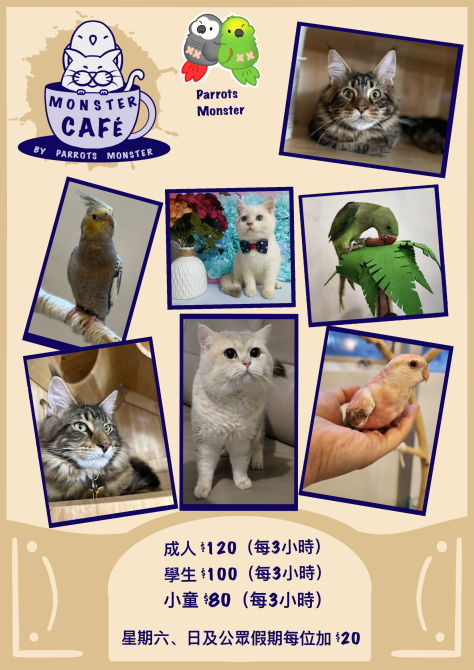 MONSTER
CAFÉ
BY PARROTS MONSTER
Parrots
Monster
成人 $120（每3小時）
學生 $100（每3小時）
小童 $80（每3小時）
星期六、日及公眾假期每位加 $20